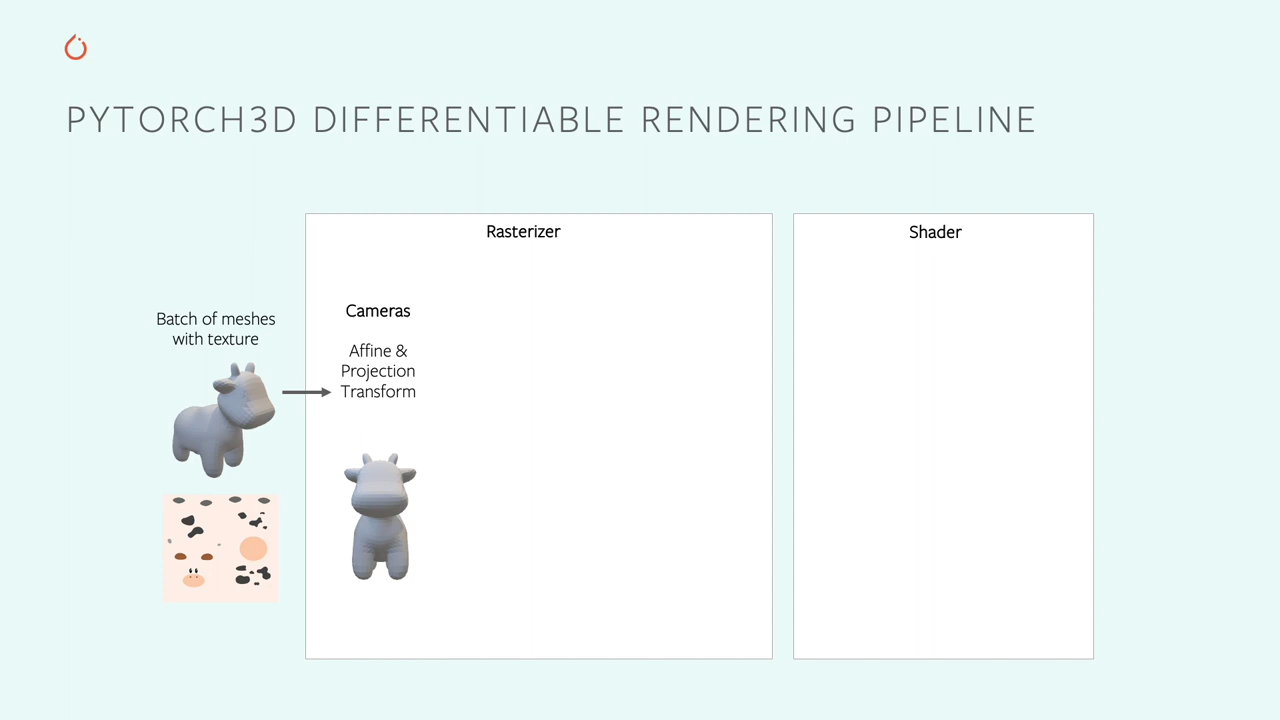 PYTORCH3D DIFFERENTIABLE RENDERING PIPELINE
Batch of meshes
with texture
Rasterizer
Cameras
Affine &
Projection
Transform
Shader